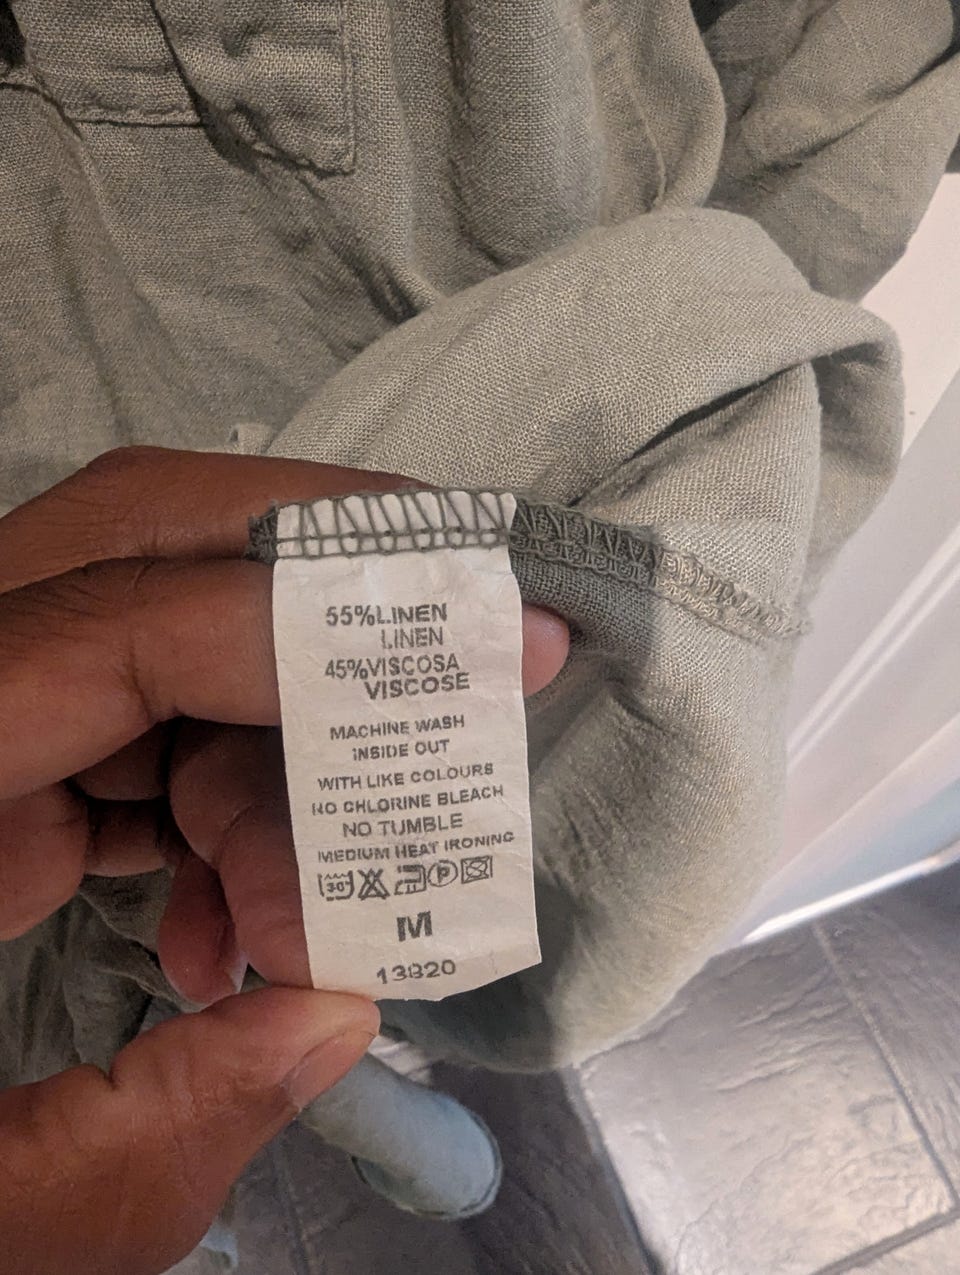 55%LINEN
LINEN
45%VISCOSA
VISCOSE
MACHINE WASH
INSIDE OUT
WITH LIKE COLOURS
NO CHLORINE BLEACH
NO TUMBLE
MEDIUM HEAT IRONING
30° P
M
13820